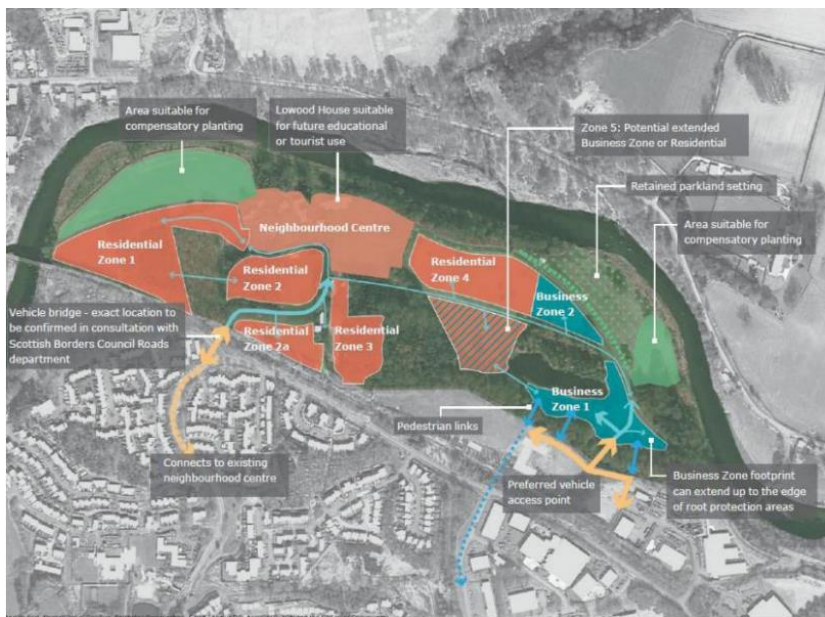 Area suitable for
compensatory planting
Lowood House suitable
for future educational
or tourist use
Zone 5: Potential extended
Business Zone or Residential
Retained parkland setting
Area suitable for
compensatory planting
Neighbourhood Centre
Residential
Zone 1
Residential
Zone 2
Residential
Zone 4
Business
Zone 2
Vehicle bridge - exact location to
be confirmed in consultation with
Scottish Borders Council Roads
department
Residential
Zone 2a
Residential
Zone 3
Business
Zone 1
Pedestrian links
Connects to existing
neighbourhood centre
Preferred vehicle
access point
Business Zone footprint
can extend up to the edge
of root protection areas